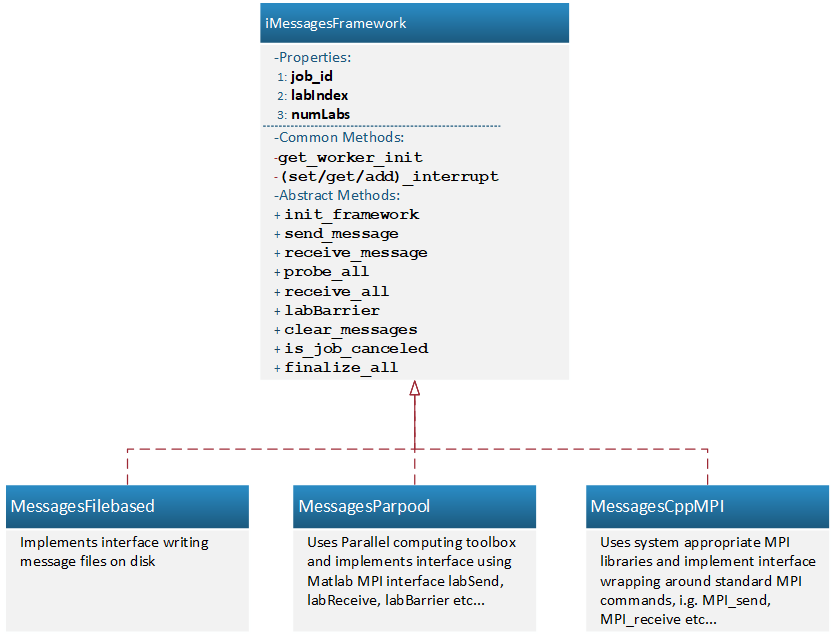 iMessagesFramework
-Properties:
1: job_id
2: labIndex
3: numLabs
-Common Methods:
-get_worker_init
-(set/get/add)_interrupt
-Abstract Methods:
+ init_framework
+ send_message
+ receive_message
+ probe_all
+ receive_all
+ labBarrier
+ clear_messages
+ is_job_canceled
+ finalize_all
MessagesFilebased
Implements interface writing
message files on disk
MessagesParpool
Uses Parallel computing toolbox
and implements interface using
Matlab MPI interface labSend,
labReceive, labBarrier etc...
MessagesCppMPI
Uses system appropriate MPI
libraries and implement interface
wrapping around standard MPI
commands, i.g. MPI_send,
MPI_receive etc...